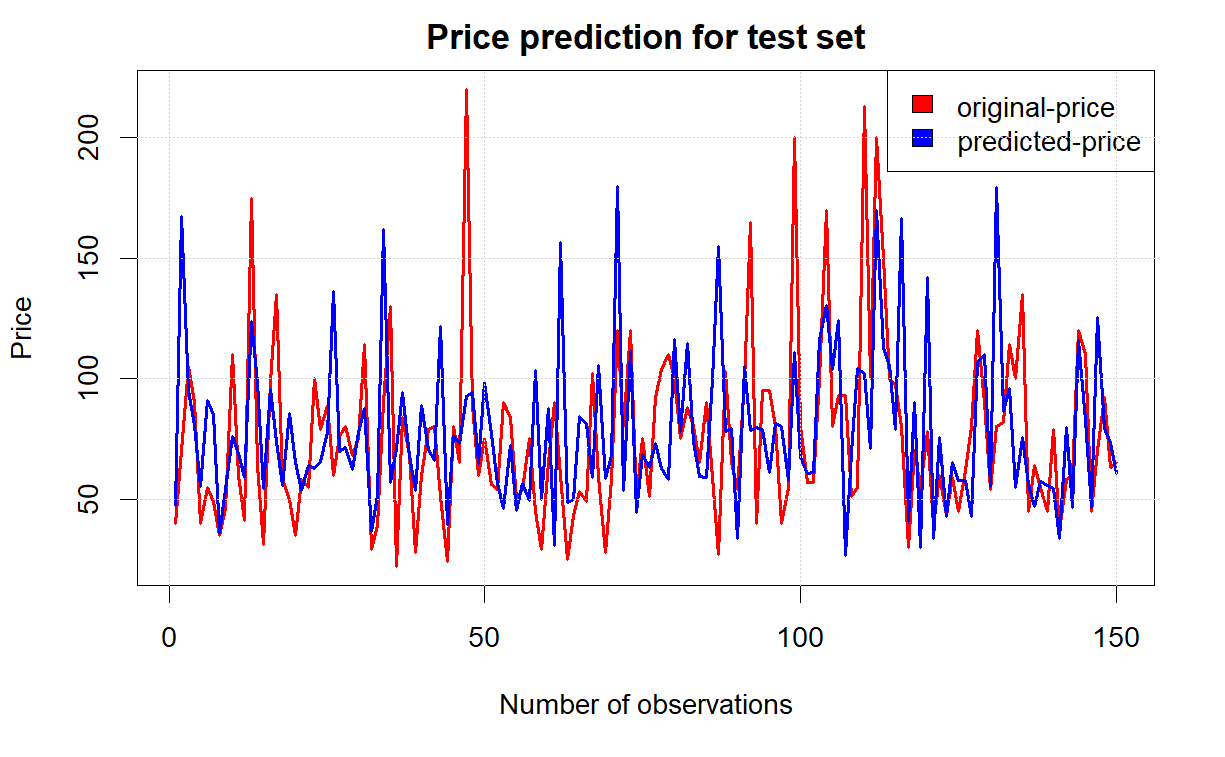 Price prediction for test set
original-price
predicted-price
Price
200
150
100
50
0
50
100
150
Number of observations